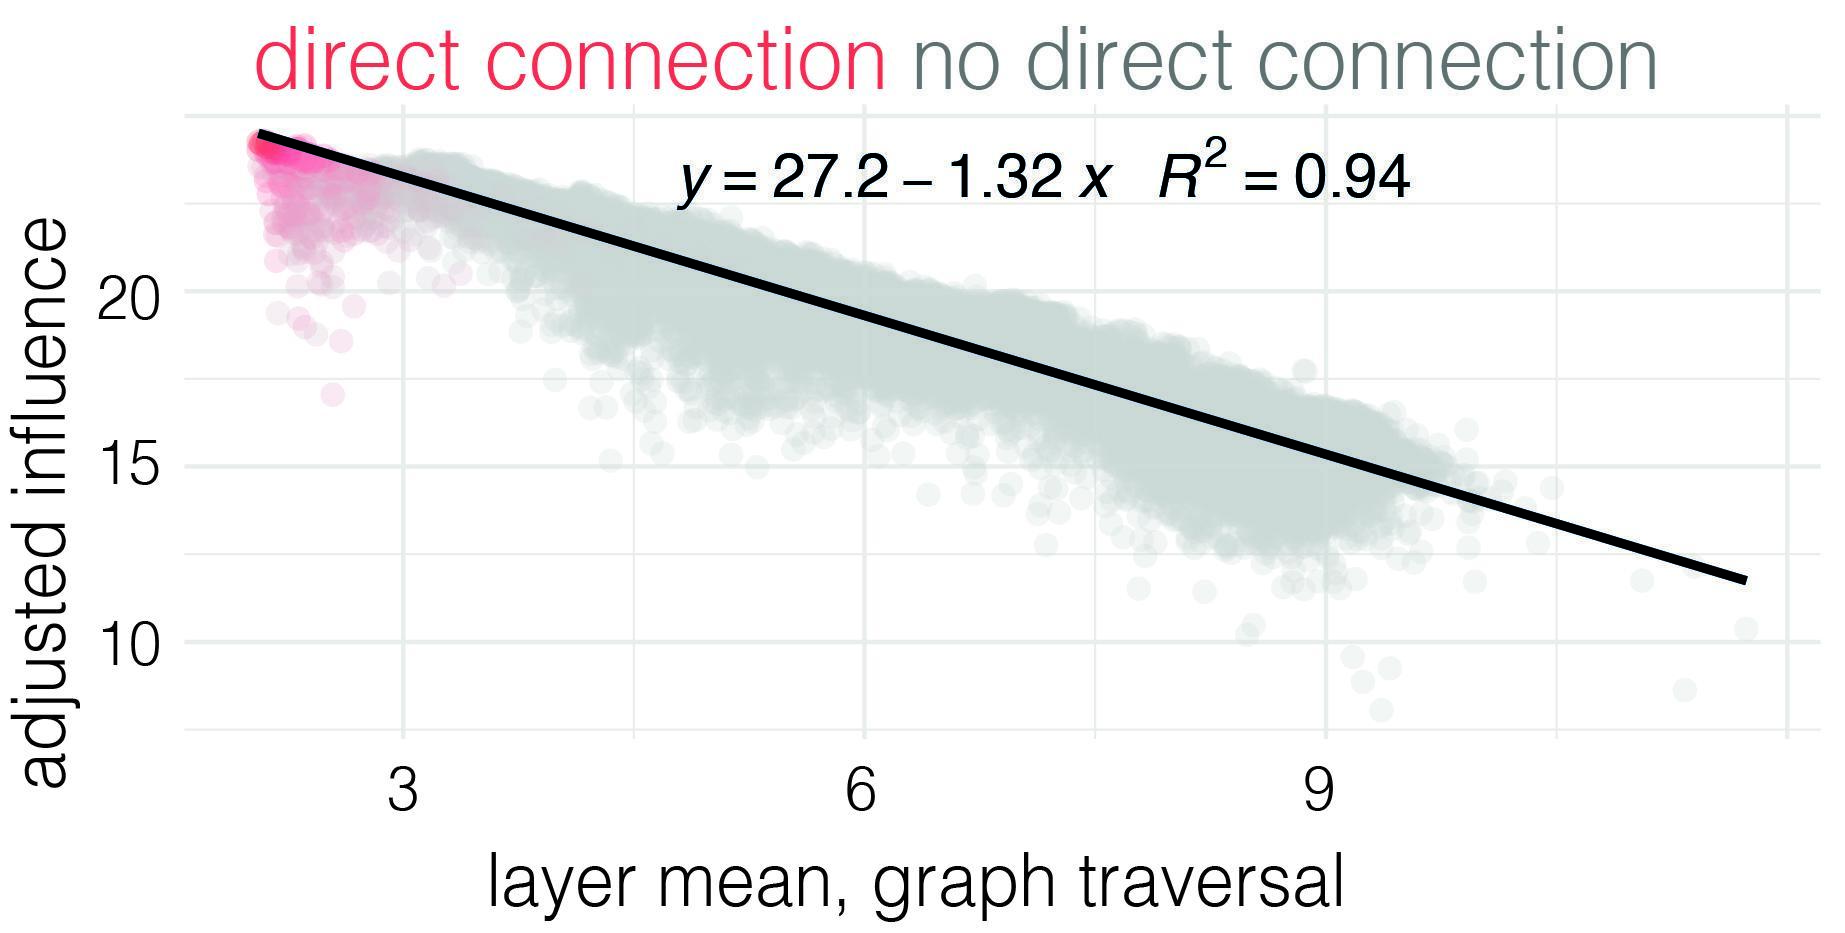 direct connection no direct connection
y = 27.2 – 1.32 x R² = 0.94
adjusted influence
20
15
10
3 6 9
layer mean, graph traversal